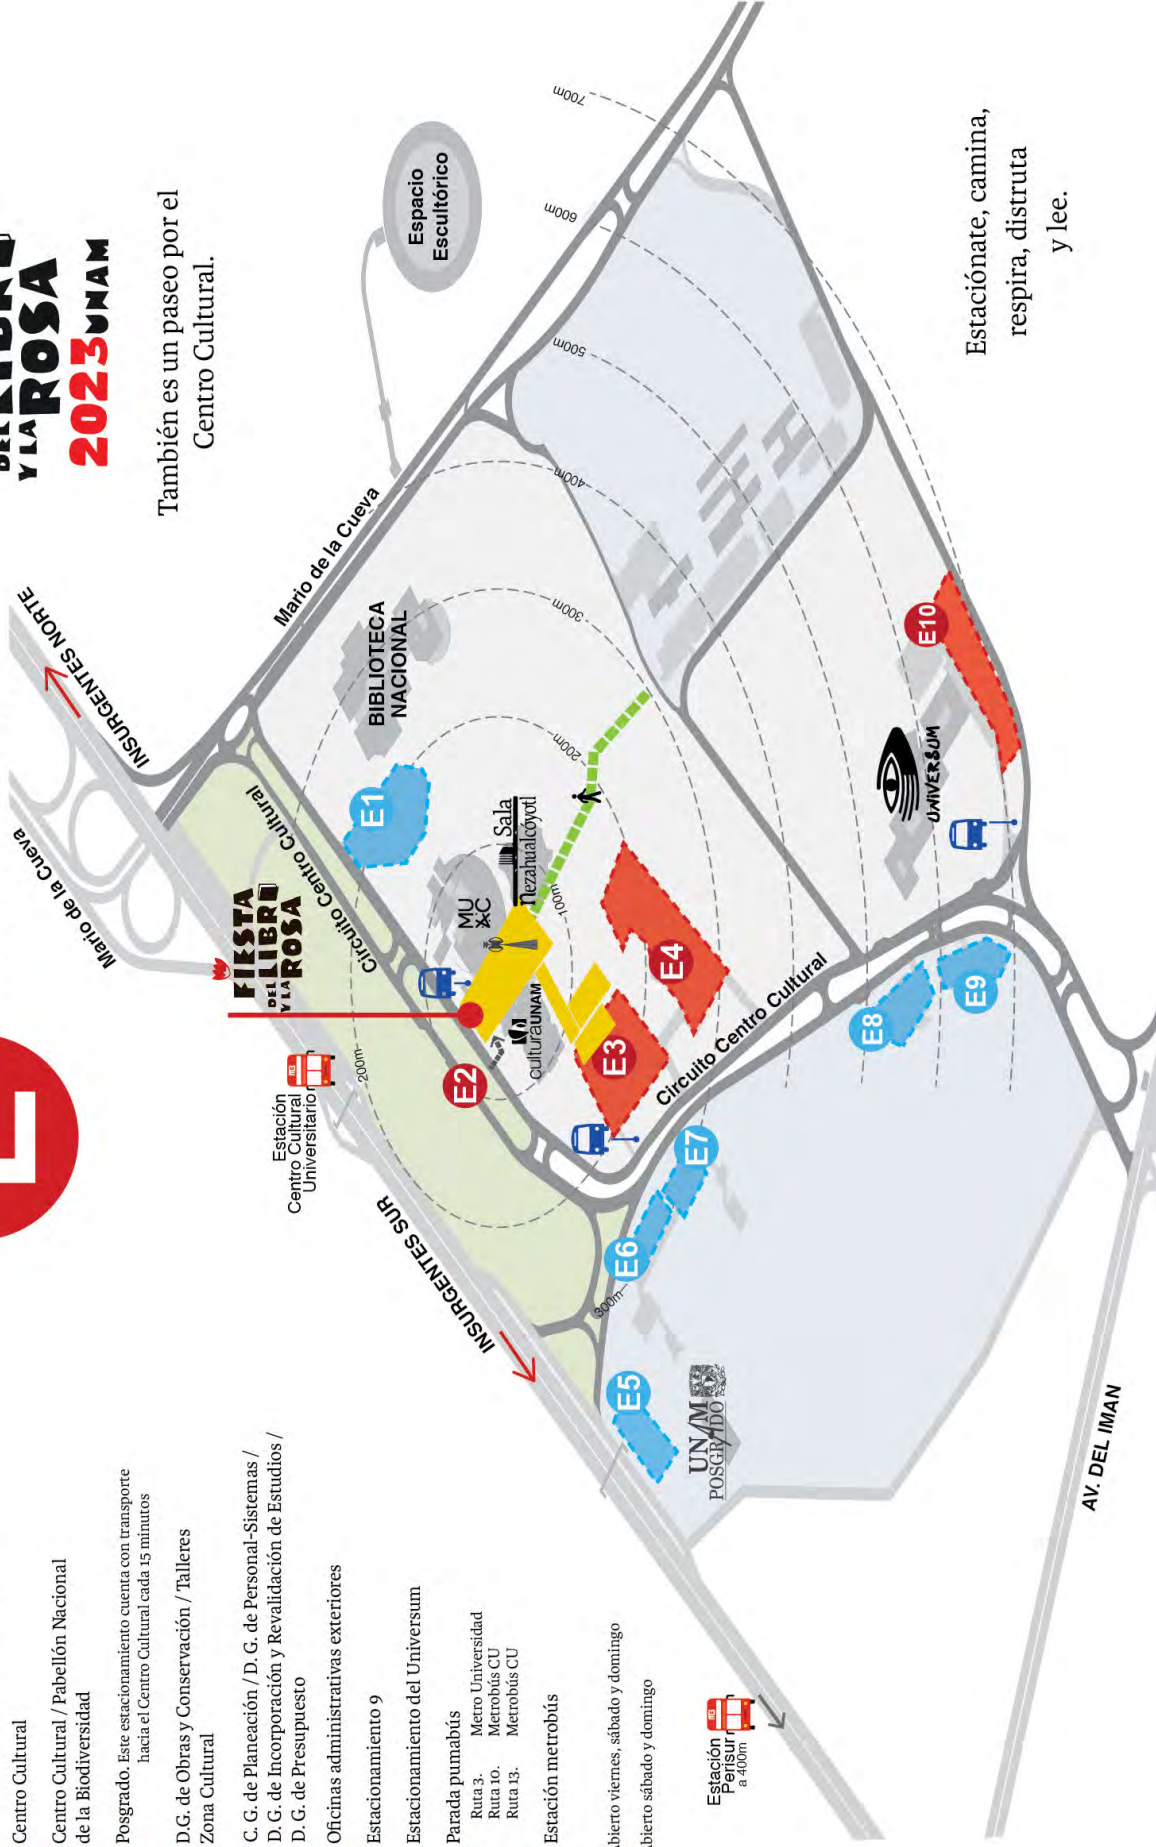 DEL LIBRO
Y LA ROSA
2023 UNAM
También es un paseo por el
Centro Cultural.
E
Centro Cultural
Centro Cultural / Pabellón Nacional
de la Biodiversidad
Posgrado. Este estacionamiento cuenta con transporte
hacia el Centro Cultural cada 15 minutos
D.G. de Obras y Conservación / Talleres
Zona Cultural
C. G. de Planeación / D. G. de Personal-Sistemas /
D. G. de Incorporación y Revalidación de Estudios /
D. G. de Presupuesto
Oficinas administrativas exteriores
Estacionamiento 9
Estacionamiento del Universum
Parada pumabús
Ruta 3. Metro Universidad
Ruta 10. Metrobús CU
Ruta 13. Metrobús CU
Estación metrobús
bierto viernes, sábado y domingo
bierto sábado y domingo
INSURGENTES NORTE
Mario de la Cueva
Mario de la Cueva
Espacio
Escultórico
FIESTA
DEL LIBRO
Y LA ROSA
Circuito Centro Cultural
BIBLIOTECA
NACIONAL
E1
Estación
Centro Cultural
Universitario
200m
E2
MUAC
Sala
Nezahualcóyotl
culturaUNAM
100m
200m
300m
400m
500m
600m
700m
E3
E4
INSURGENTES SUR
Circuito Centro Cultural
300m
E5
E6
E7
E8
E9
E10
UNIVERSUM
UNAM
POSGRADO
Estación
Perisur
a 400m
AV. DEL IMAN
Estaciónate, camina,
respira, distruta
y lee.